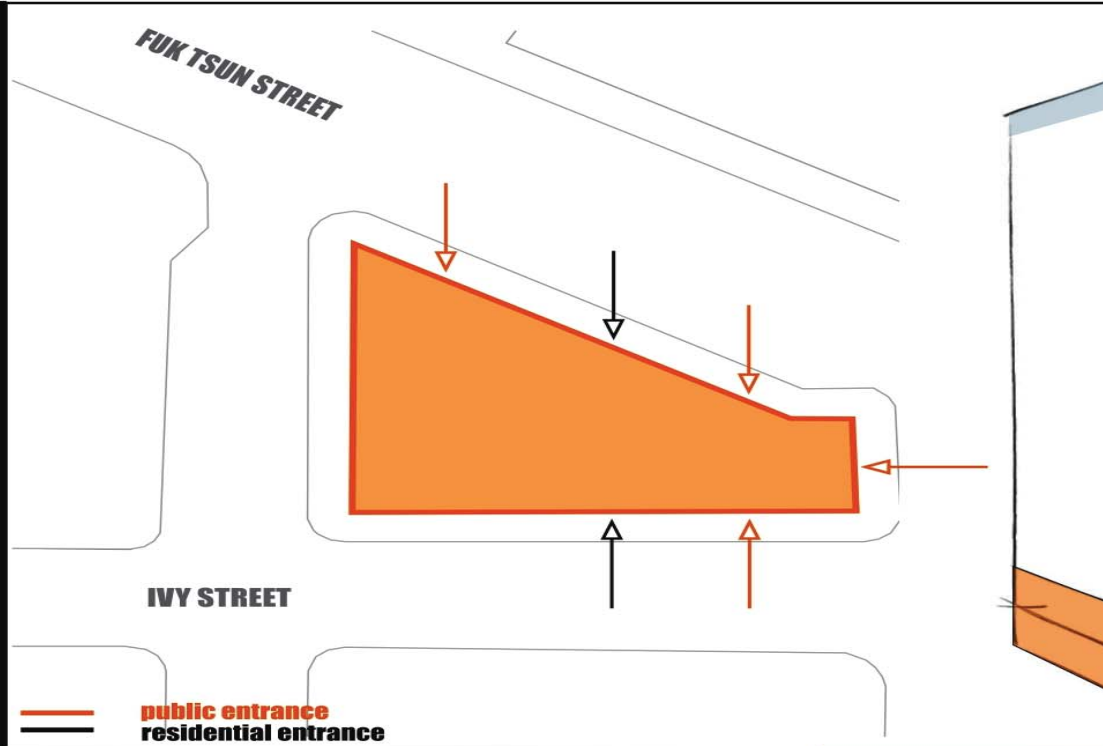 FUK TSUN STREET
IVY STREET
public entrance
residential entrance